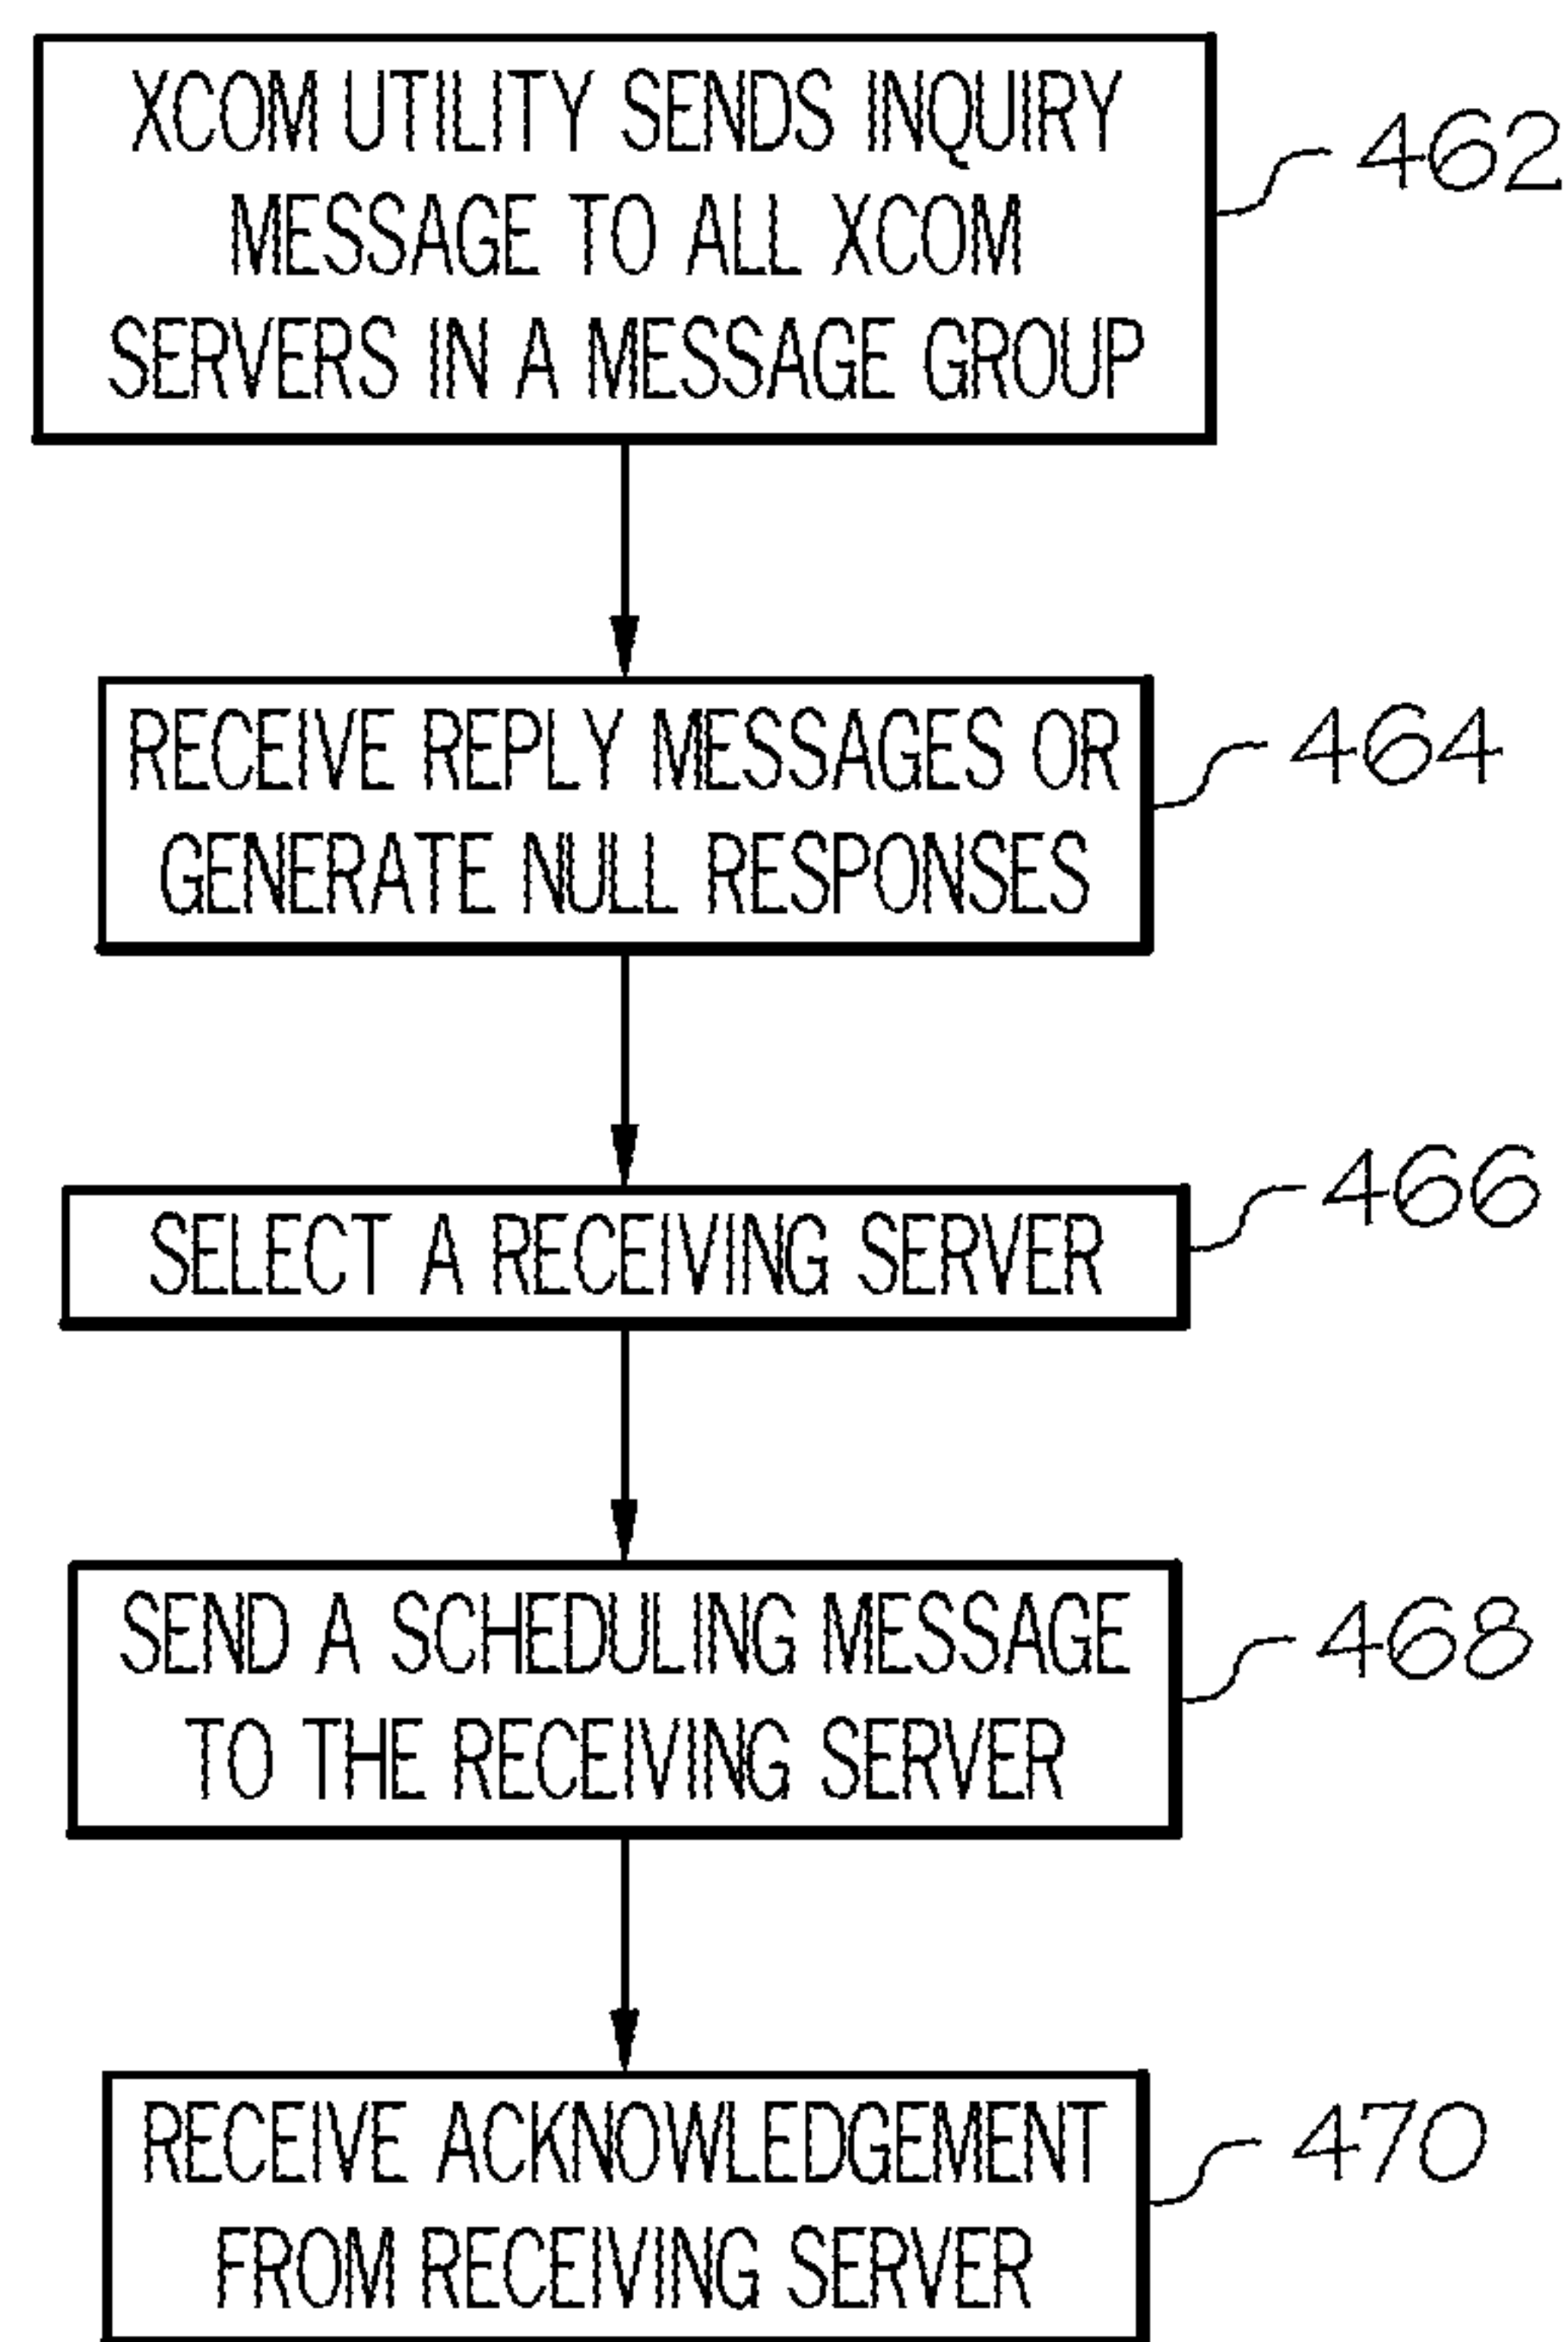 XCOM UTILITY SENDS INQUIRY
MESSAGE TO ALL XCOM
SERVERS IN A MESSAGE GROUP
462
RECEIVE REPLY MESSAGES OR
GENERATE NULL RESPONSES
464
SELECT A RECEIVING SERVER
466
SEND A SCHEDULING MESSAGE
TO THE RECEIVING SERVER
468
RECEIVE ACKNOWLEDGEMENT
FROM RECEIVING SERVER
470